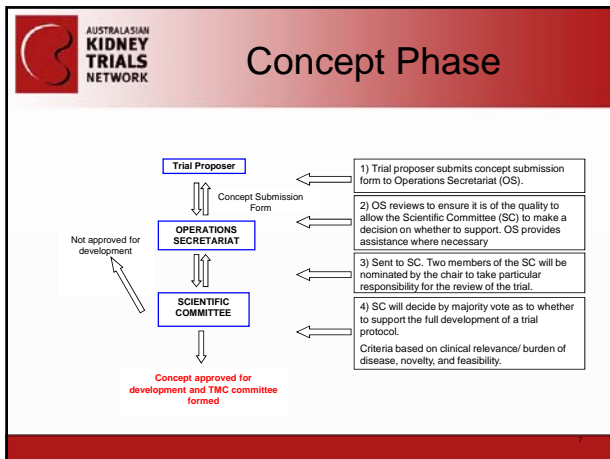 AUSTRALASIAN
KIDNEY
TRIALS
NETWORK
Concept Phase
Trial Proposer
Concept Submission
Form
OPERATIONS
SECRETARIAT
Not approved for
development
SCIENTIFIC
COMMITTEE
Concept approved for
development and TMC committee
formed
1) Trial proposer submits concept submission
form to Operations Secretariat (OS).
2) OS reviews to ensure it is of the quality to
allow the Scientific Committee (SC) to make a
decision on whether to support. OS provides
assistance where necessary
3) Sent to SC. Two members of the SC will be
nominated by the chair to take particular
responsibility for the review of the trial.
4) SC will decide by majority vote as to whether
to support the full development of a trial
protocol.
Criteria based on clinical relevance/ burden of
disease, novelty, and feasibility.
7